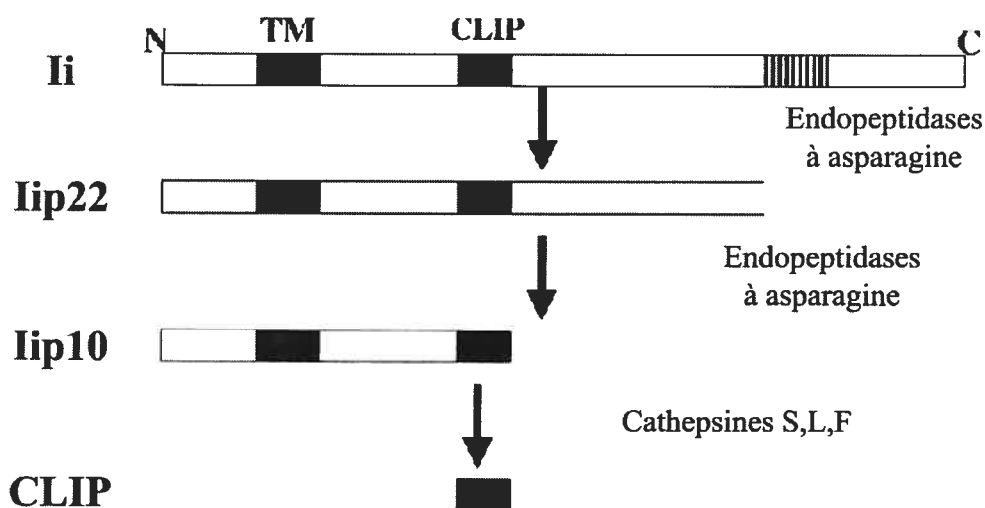 N TM CLIP C
Ii
Endopeptidases
à asparagine
Iip22
Endopeptidases
à asparagine
Iip10
Cathepsines S,L,F
CLIP